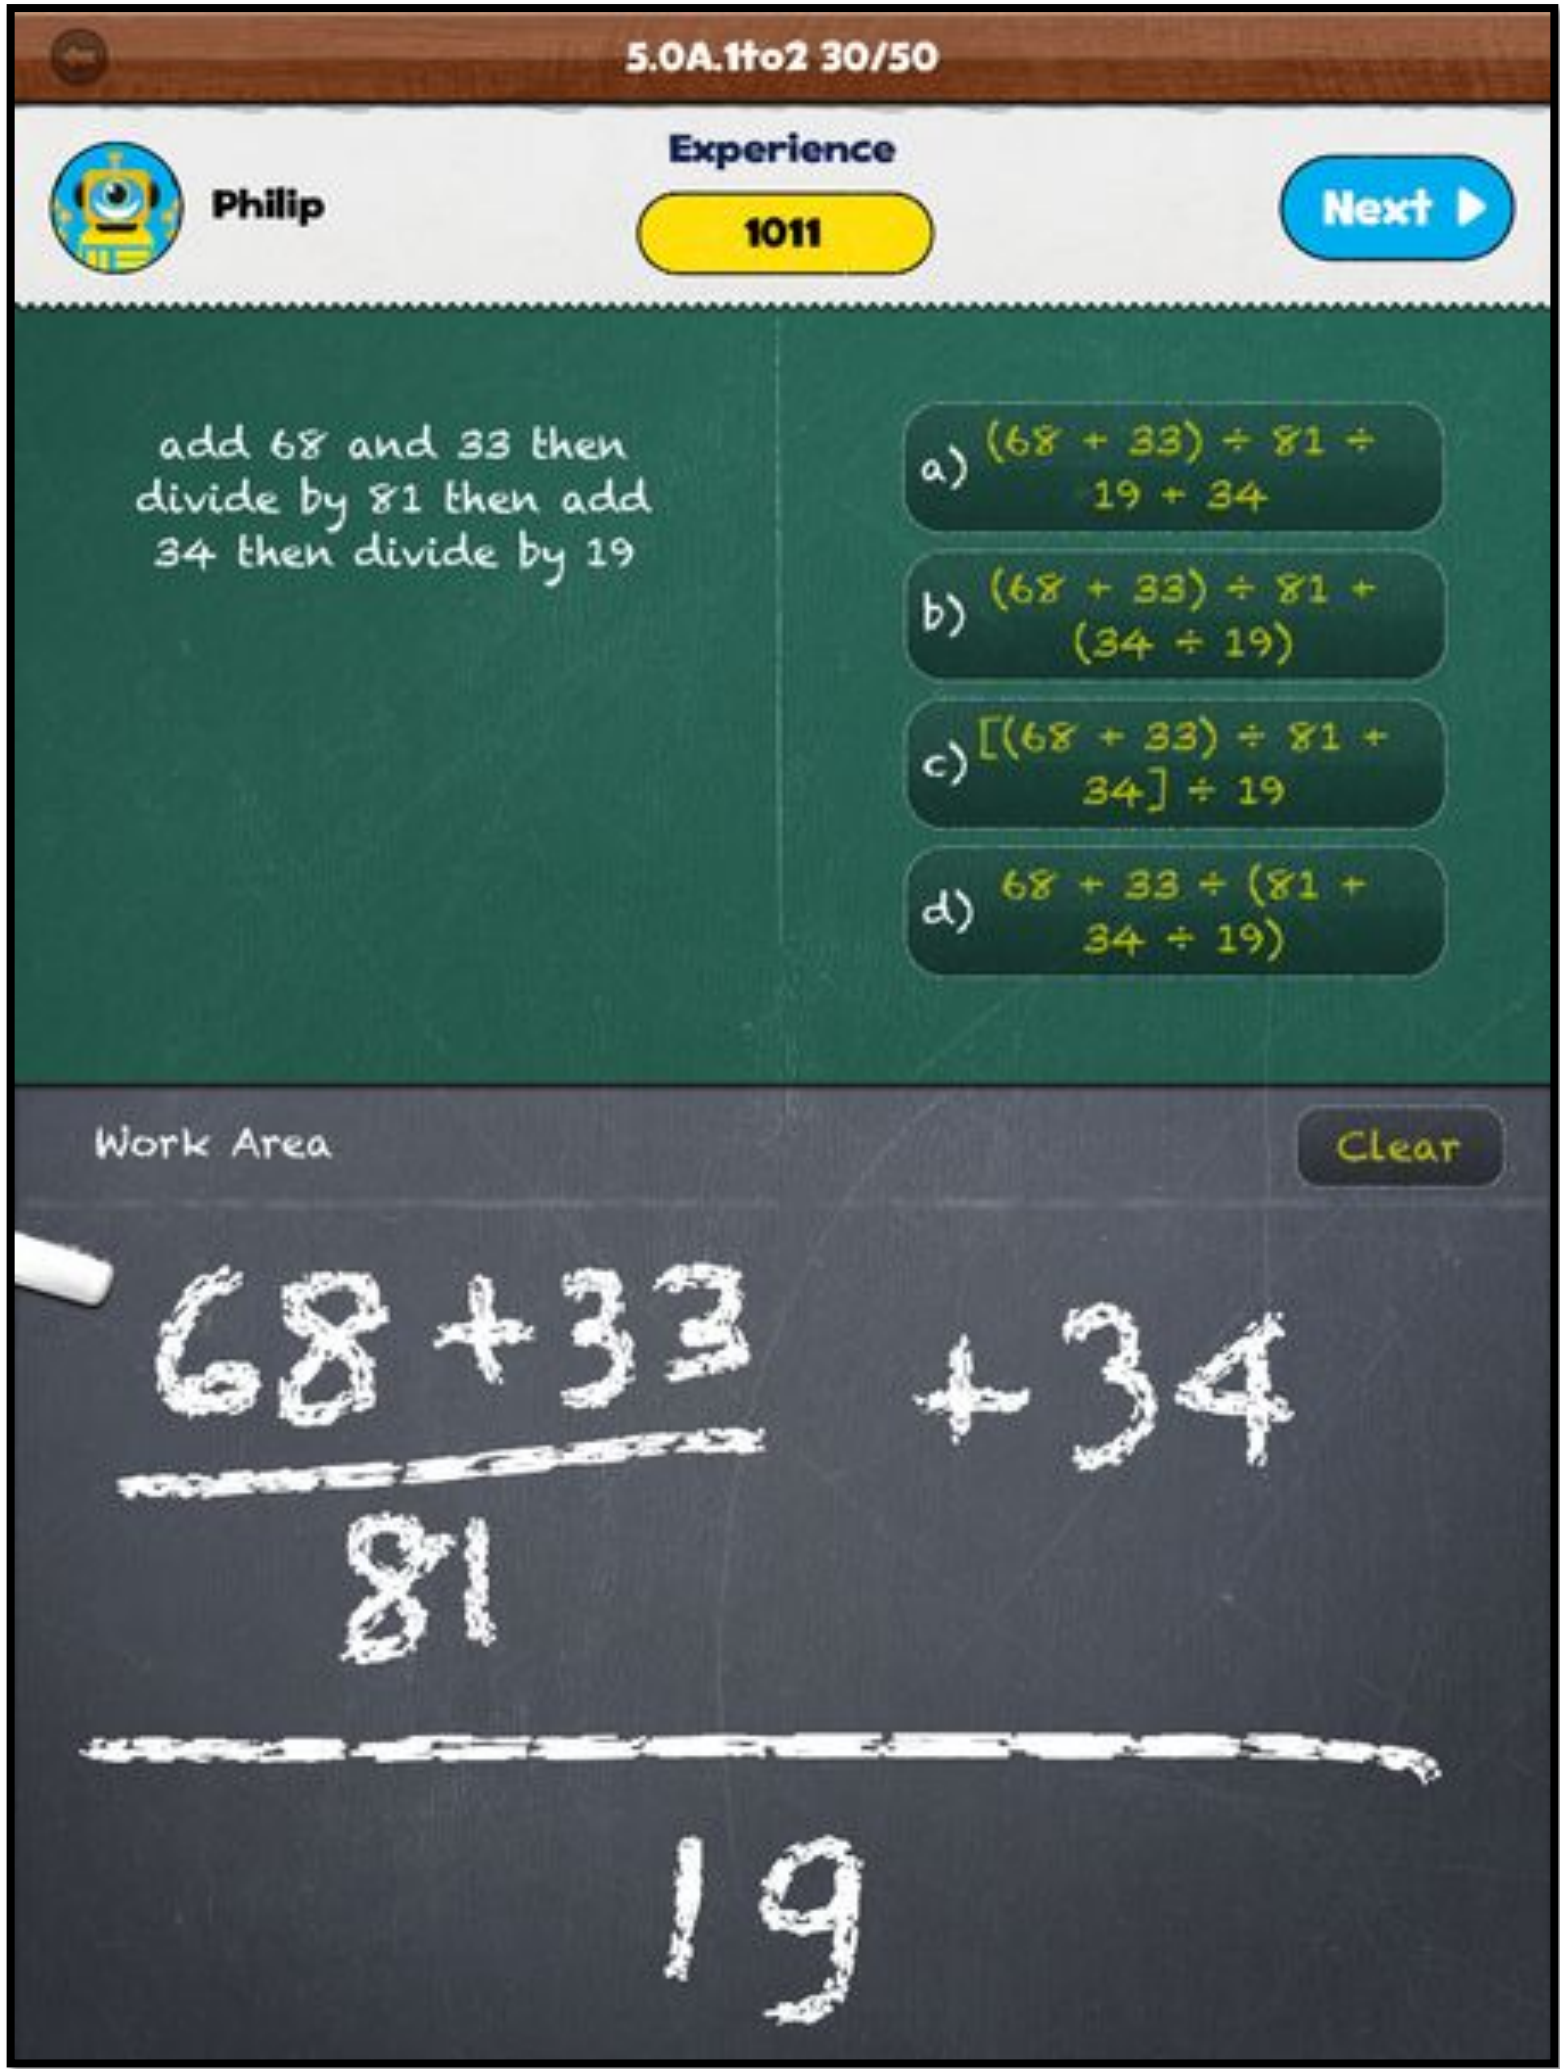 5.0A.1to2 30/50
Philip
Experience
1011
Next
add 68 and 33 then
divide by 81 then add
34 then divide by 19
a) (68 + 33) ÷ 81 ÷
19 + 34
b) (68 + 33) ÷ 81 +
(34 ÷ 19)
c) [(68 + 33) ÷ 81 +
34] ÷ 19
d) 68 + 33 ÷ (81 +
34 ÷ 19)
Work Area
Clear
68+33 +34
81
19